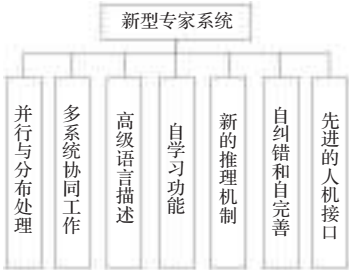 新型专家系统
并行与分布处理
多系统协同工作
高级语言描述
自学习功能
新的推理机制
自纠错和自完善
先进的人机接口